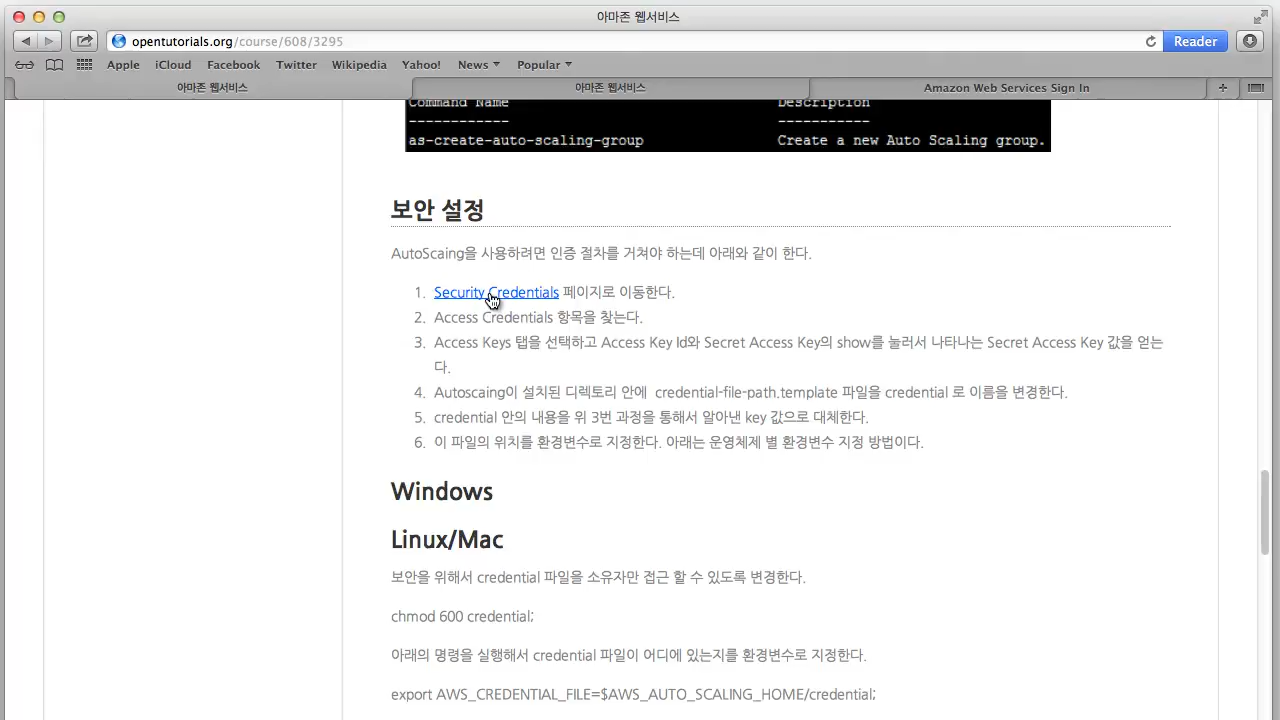 아마존 웹서비스
opentutorials.org/course/608/3295
Reader
Apple iCloud Facebook Twitter Wikipedia Yahoo! News Popular
아마존 웹서비스
아마존 웹서비스
Amazon Web Services Sign In
Command Name Description
------------ -----------
as-create-auto-scaling-group Create a new Auto Scaling group.
보안 설정
AutoScaing을 사용하려면 인증 절차를 거쳐야 하는데 아래와 같이 한다.
1. Security Credentials 페이지로 이동한다.
2. Access Credentials 항목을 찾는다.
3. Access Keys 탭을 선택하고 Access Key Id와 Secret Access Key의 show를 눌러서 나타나는 Secret Access Key 값을 얻는
다.
4. Autoscaing이 설치된 디렉토리 안에 credential-file-path.template 파일을 credential 로 이름을 변경한다.
5. credential 안의 내용을 위 3번 과정을 통해서 알아낸 key 값으로 대체한다.
6. 이 파일의 위치를 환경변수로 지정한다. 아래는 운영체제 별 환경변수 지정 방법이다.
Windows
Linux/Mac
보안을 위해서 credential 파일을 소유자만 접근 할 수 있도록 변경한다.
chmod 600 credential;
아래의 명령을 실행해서 credential 파일이 어디에 있는지를 환경변수로 지정한다.
export AWS_CREDENTIAL_FILE=$AWS_AUTO_SCALING_HOME/credential;